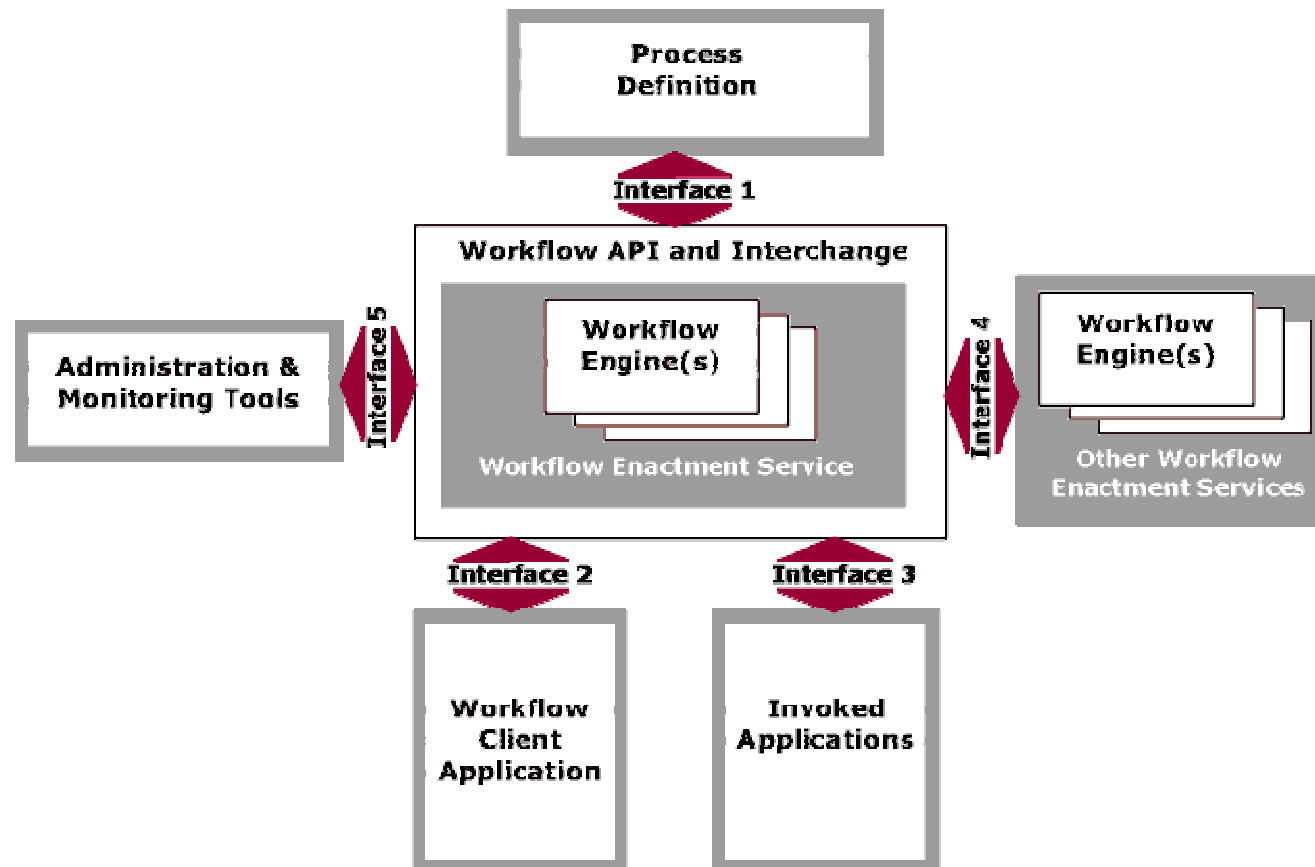 Process
Definition
Interface 1
Workflow API and Interchange
Workflow
Engine(s)
Workflow Enactment Service
Interface 5
Administration &
Monitoring Tools
Interface 4
Workflow
Engine(s)
Other Workflow
Enactment Services
Interface 2
Interface 3
Workflow
Client
Application
Invoked
Applications